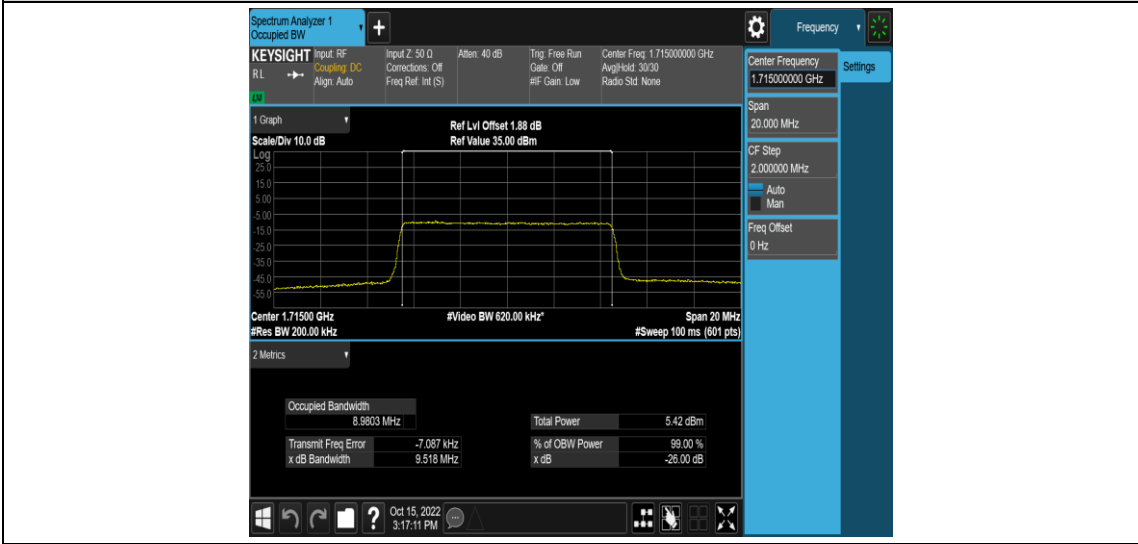 Spectrum Analyzer 1
Occupied BW
+
Frequency
KEYSIGHT
RL
LM
Input: RF
Coupling: DC
Align: Auto
Input Z: 50 Ω
Corrections: Off
Freq Ref: Int (S)
Atten: 40 dB
Trig: Free Run
Gate: Off
#IF Gain: Low
Center Freq: 1.715000000 GHz
Avg|Hold: 30/30
Radio Std: None
Center Frequency
1.715000000 GHz
Settings
Span
20.000 MHz
CF Step
2.000000 MHz
Auto
Man
Freq Offset
0 Hz
1 Graph
Scale/Div 10.0 dB
Ref Lvl Offset 1.88 dB
Ref Value 35.00 dBm
Log
25.0
15.0
5.00
-5.00
-15.0
-25.0
-35.0
-45.0
-55.0
Center 1.71500 GHz
#Video BW 620.00 kHz*
Span 20 MHz
#Res BW 200.00 kHz
#Sweep 100 ms (601 pts)
2 Metrics
Occupied Bandwidth
8.9803 MHz
Total Power 5.42 dBm
Transmit Freq Error -7.087 kHz
% of OBW Power 99.00 %
x dB Bandwidth 9.518 MHz
x dB -26.00 dB
?
Oct 15, 2022
3:17:11 PM